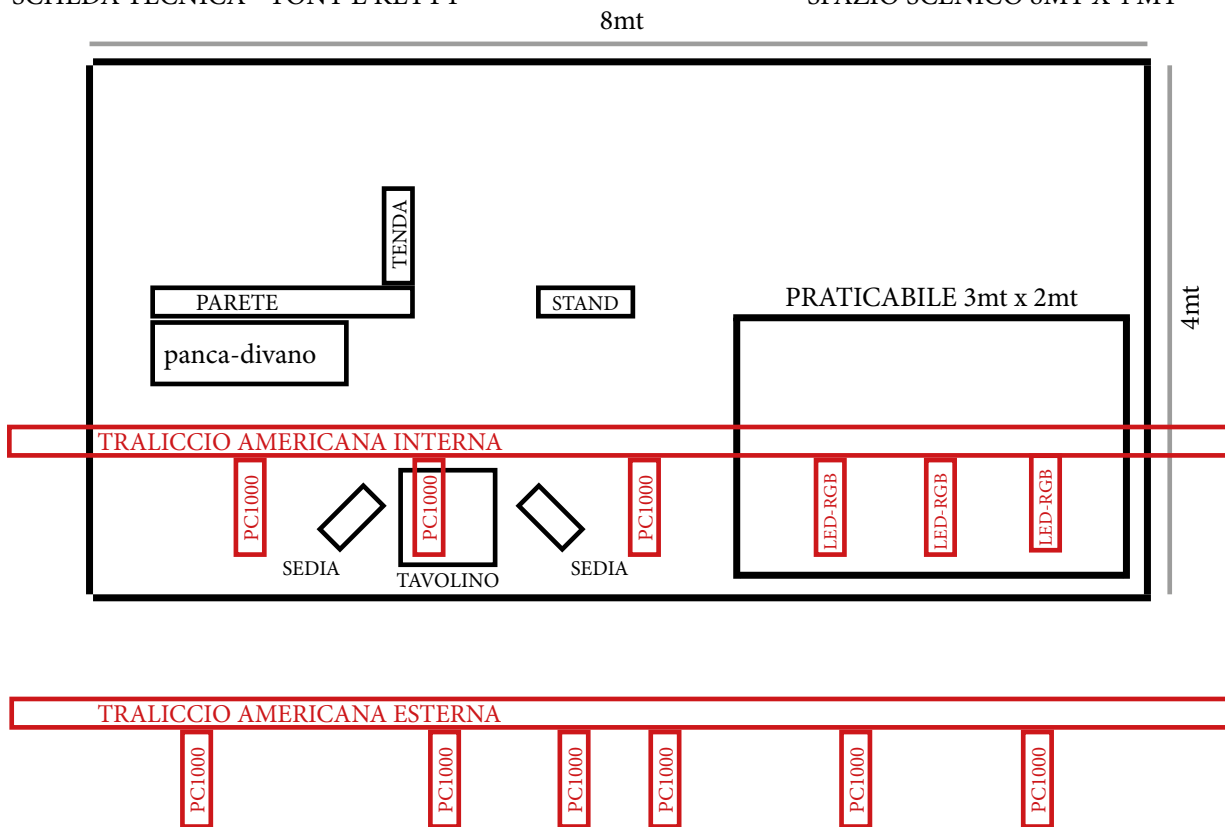 8mt
TENDA
PARETE
STAND
PRATICABILE 3mt x 2mt
4mt
panca-divano
TRALICCIO AMERICANA INTERNA
PC1000
PC1000
PC1000
LED-RGB
LED-RGB
LED-RGB
SEDIA
TAVOLINO
SEDIA
TRALICCIO AMERICANA ESTERNA
PC1000
PC1000
PC1000
PC1000
PC1000
PC1000